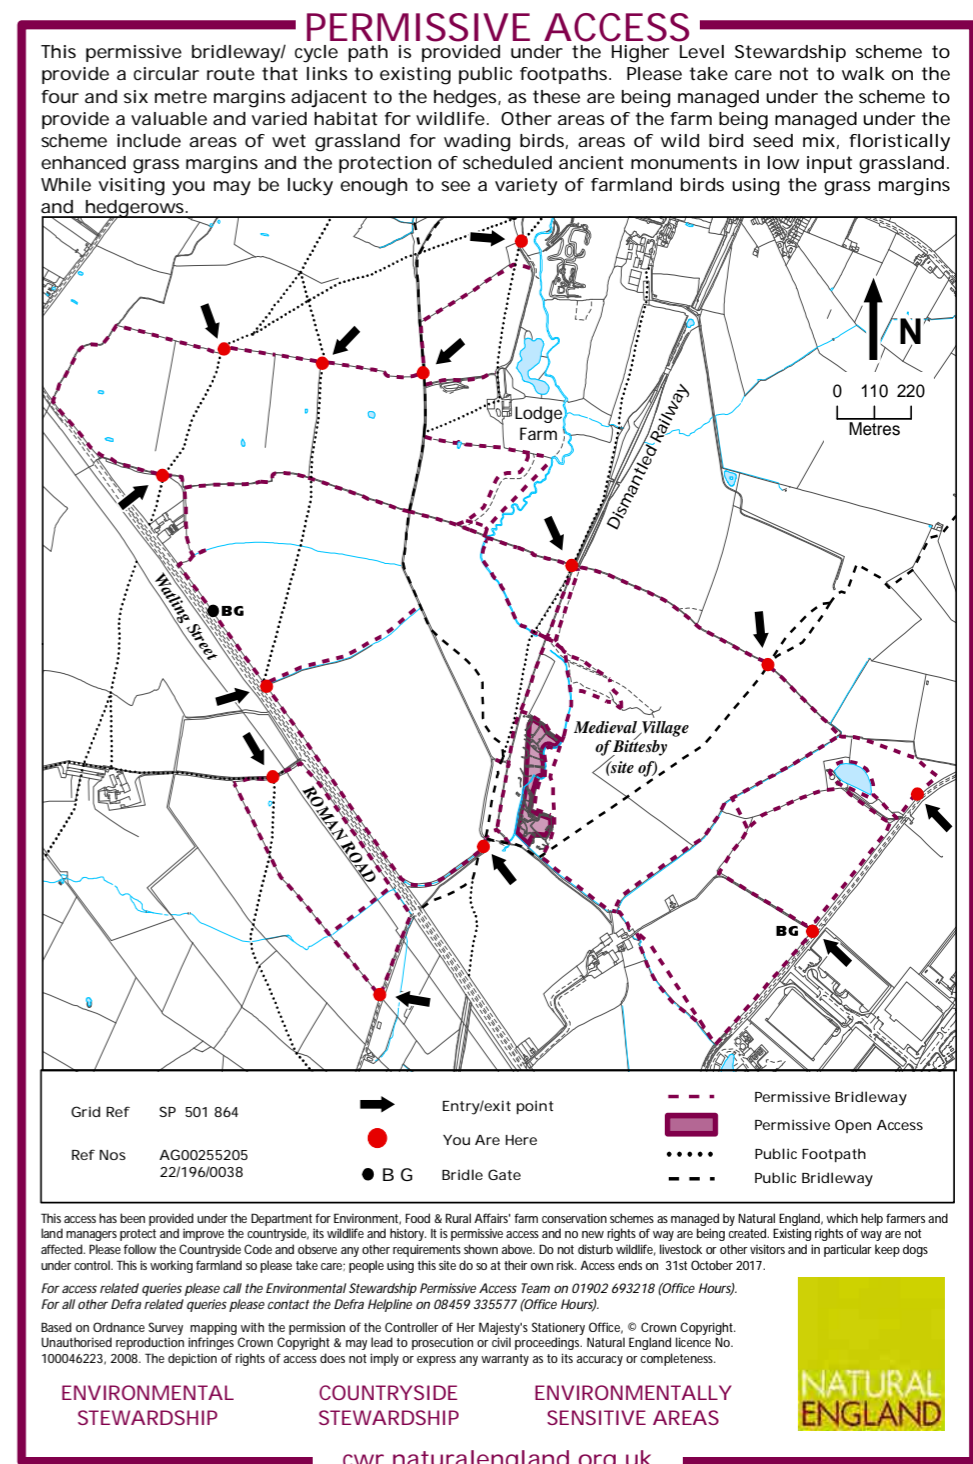 PERMISSIVE ACCESS
This permissive bridleway/ cycle path is provided under the Higher Level Stewardship scheme to
provide a circular route that links to existing public footpaths. Please take care not to walk on the
four and six metre margins adjacent to the hedges, as these are being managed under the scheme to
provide a valuable and varied habitat for wildlife. Other areas of the farm being managed under the
scheme include areas of wet grassland for wading birds, areas of wild bird seed mix, floristically
enhanced grass margins and the protection of scheduled ancient monuments in low input grassland.
While visiting you may be lucky enough to see a variety of farmland birds using the grass margins
and hedgerows.
N
0 110 220
Metres
Lodge
Farm
Dismantled Railway
Watling Street
BG
Medieval Village
of Bittesby
(site of)
ROMAN ROAD
BG
Grid Ref SP 501 864
Ref Nos AG00255205
22/196/0038
Entry/exit point
You Are Here
B G Bridle Gate
Permissive Bridleway
Permissive Open Access
Public Footpath
Public Bridleway
This access has been provided under the Department for Environment, Food & Rural Affairs' farm conservation schemes as managed by Natural England, which help farmers and
land managers protect and improve the countryside, its wildlife and history. It is permissive access and no new rights of way are being created. Existing rights of way are not
affected. Please follow the Countryside Code and observe any other requirements shown above. Do not disturb wildlife, livestock or other visitors and in particular keep dogs
under control. This is working farmland so please take care; people using this site do so at their own risk. Access ends on 31st October 2017.
For access related queries please call the Environmental Stewardship Permissive Access Team on 01902 693218 (Office Hours).
For all other Defra related queries please contact the Defra Helpline on 08459 335577 (Office Hours).
Based on Ordnance Survey mapping with the permission of the Controller of Her Majesty's Stationery Office, © Crown Copyright.
Unauthorised reproduction infringes Crown Copyright & may lead to prosecution or civil proceedings. Natural England licence No.
100046223, 2008. The depiction of rights of access does not imply or express any warranty as to its accuracy or completeness.
NATURAL
ENGLAND
ENVIRONMENTAL
STEWARDSHIP
COUNTRYSIDE
STEWARDSHIP
ENVIRONMENTALLY
SENSITIVE AREAS
cwr.naturalengland.org.uk